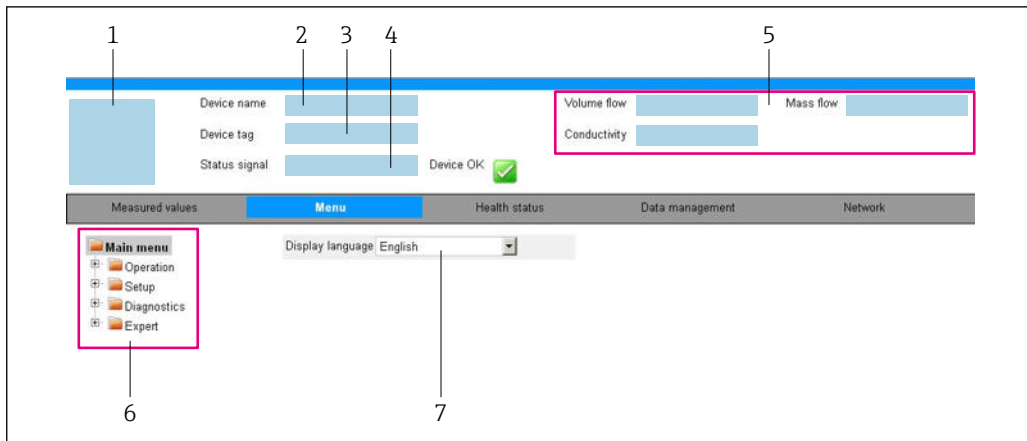 1 2 3 4 5
Device name Volume flow Mass flow
Device tag Conductivity
Status signal Device OK
Measured values Menu Health status Data management Network
Main menu Display language English
Operation
Setup
Diagnostics
Expert
6 7